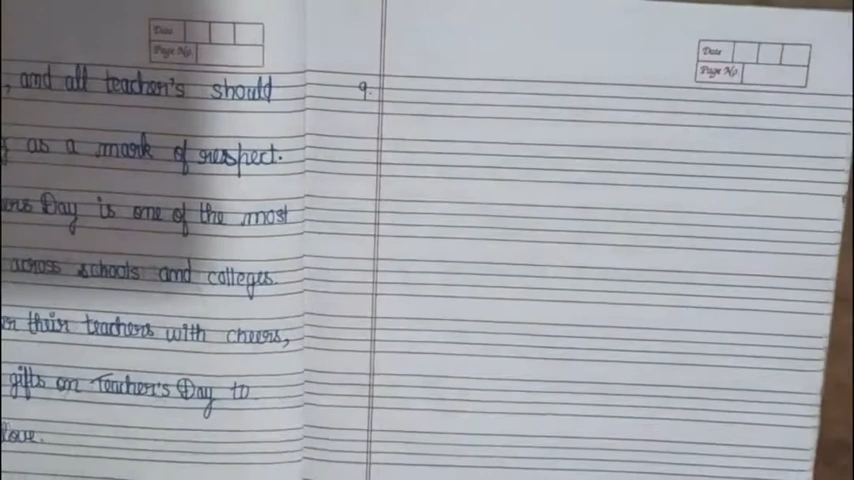 Date
Page No.
, and all teacher's should
as a mark of respect.
Day is one of the most
across schools and colleges.
their teachers with cheers,
gifts on Teacher's Day to
love.
Date
Page No.
9.